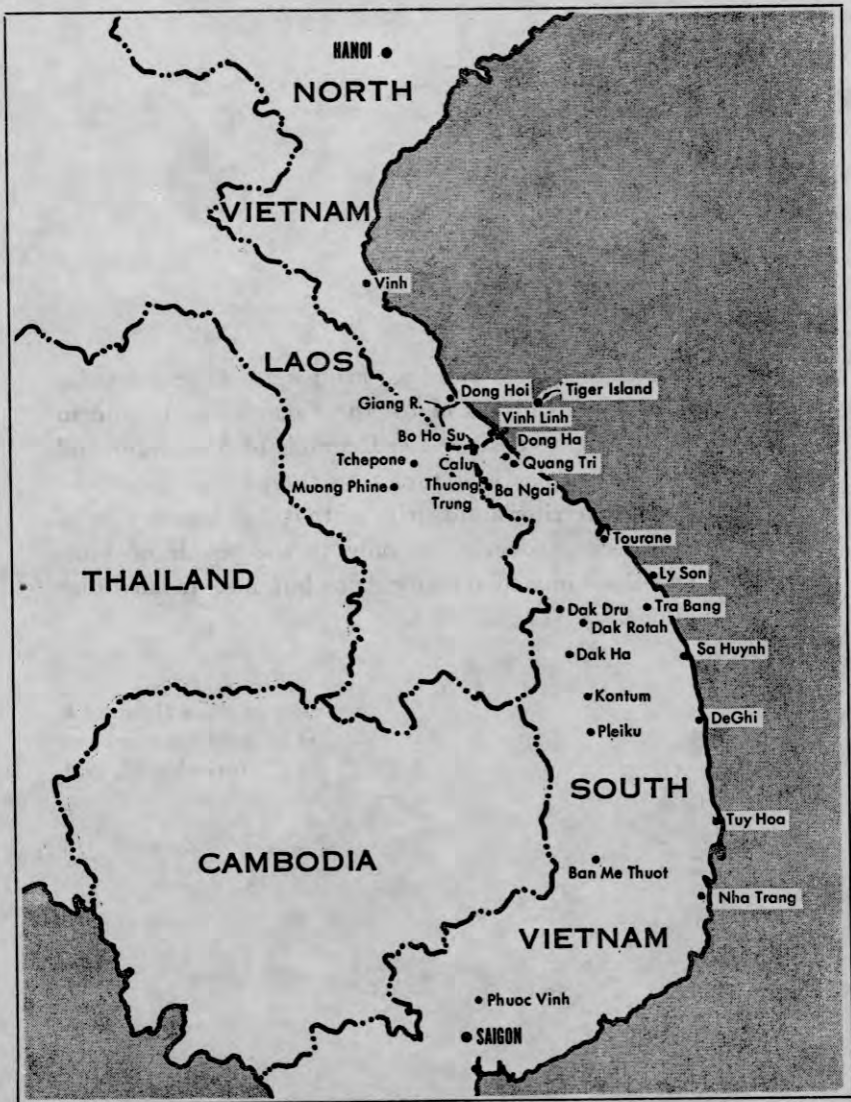 HANOI
NORTH
VIETNAM
Vinh
LAOS
Dong Hoi
Tiger Island
Giang R.
Vinh Linh
Bo Ho Su
Dong Ha
Tchepone
Calu
Quang Tri
Muong Phine
Thuong
Trung
Ba Ngai
Tourane
THAILAND
Ly Son
Dak Dru
Tra Bang
Dak Rotah
Dak Ha
Sa Huynh
Kontum
DeGhi
Pleiku
SOUTH
Tuy Hoa
CAMBODIA
Ban Me Thuot
Nha Trang
VIETNAM
Phuoc Vinh
SAIGON